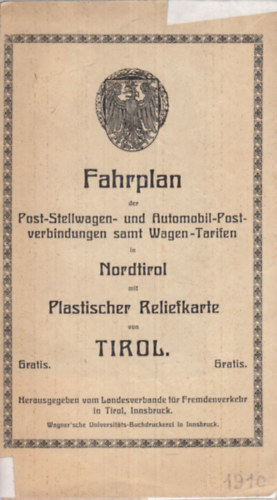 Fahrplan
der
Post-Stellwagen- und Automobil-Post-
verbindungen samt Wagen-Tarifen
in
Nordtirol
mit
Plastischer Reliefkarte
von
TIROL.
Gratis. Gratis.
Herausgegeben vom Landesverbande für Fremdenverkehr
in Tirol, Innsbruck.
Wagner'sche Universitäts-Buchdruckerei in Innsbruck.
1910